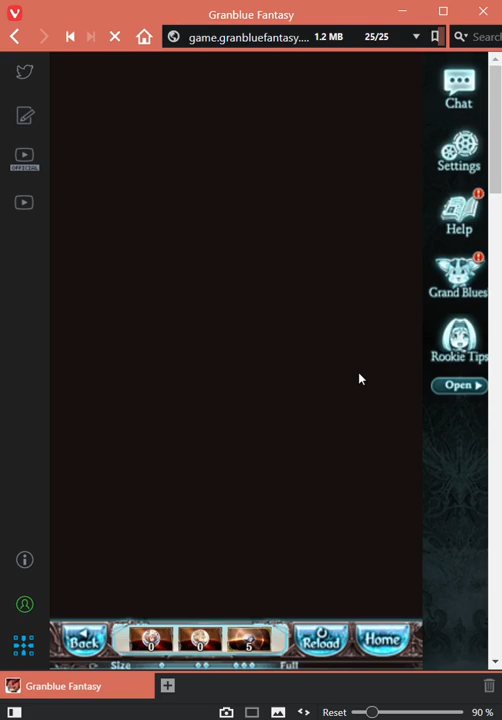 Granblue Fantasy
game.granbluefantasy.... 1.2 MB 25/25 Search
OFFICIAL
Chat
Settings
Help
Grand Blues
Rookie Tips
Open
Back 0 0 5 Reload Home
Size Full
Granblue Fantasy
Reset 90 %